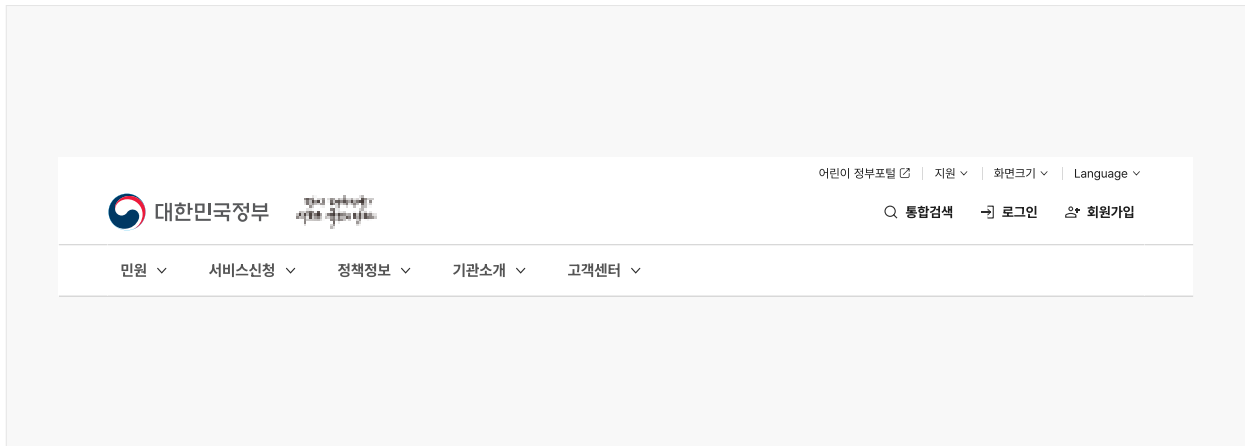 어린이 정부포털 지원 화면크기 Language
대한민국정부
통합검색 로그인 회원가입
민원 서비스신청 정책정보 기관소개 고객센터